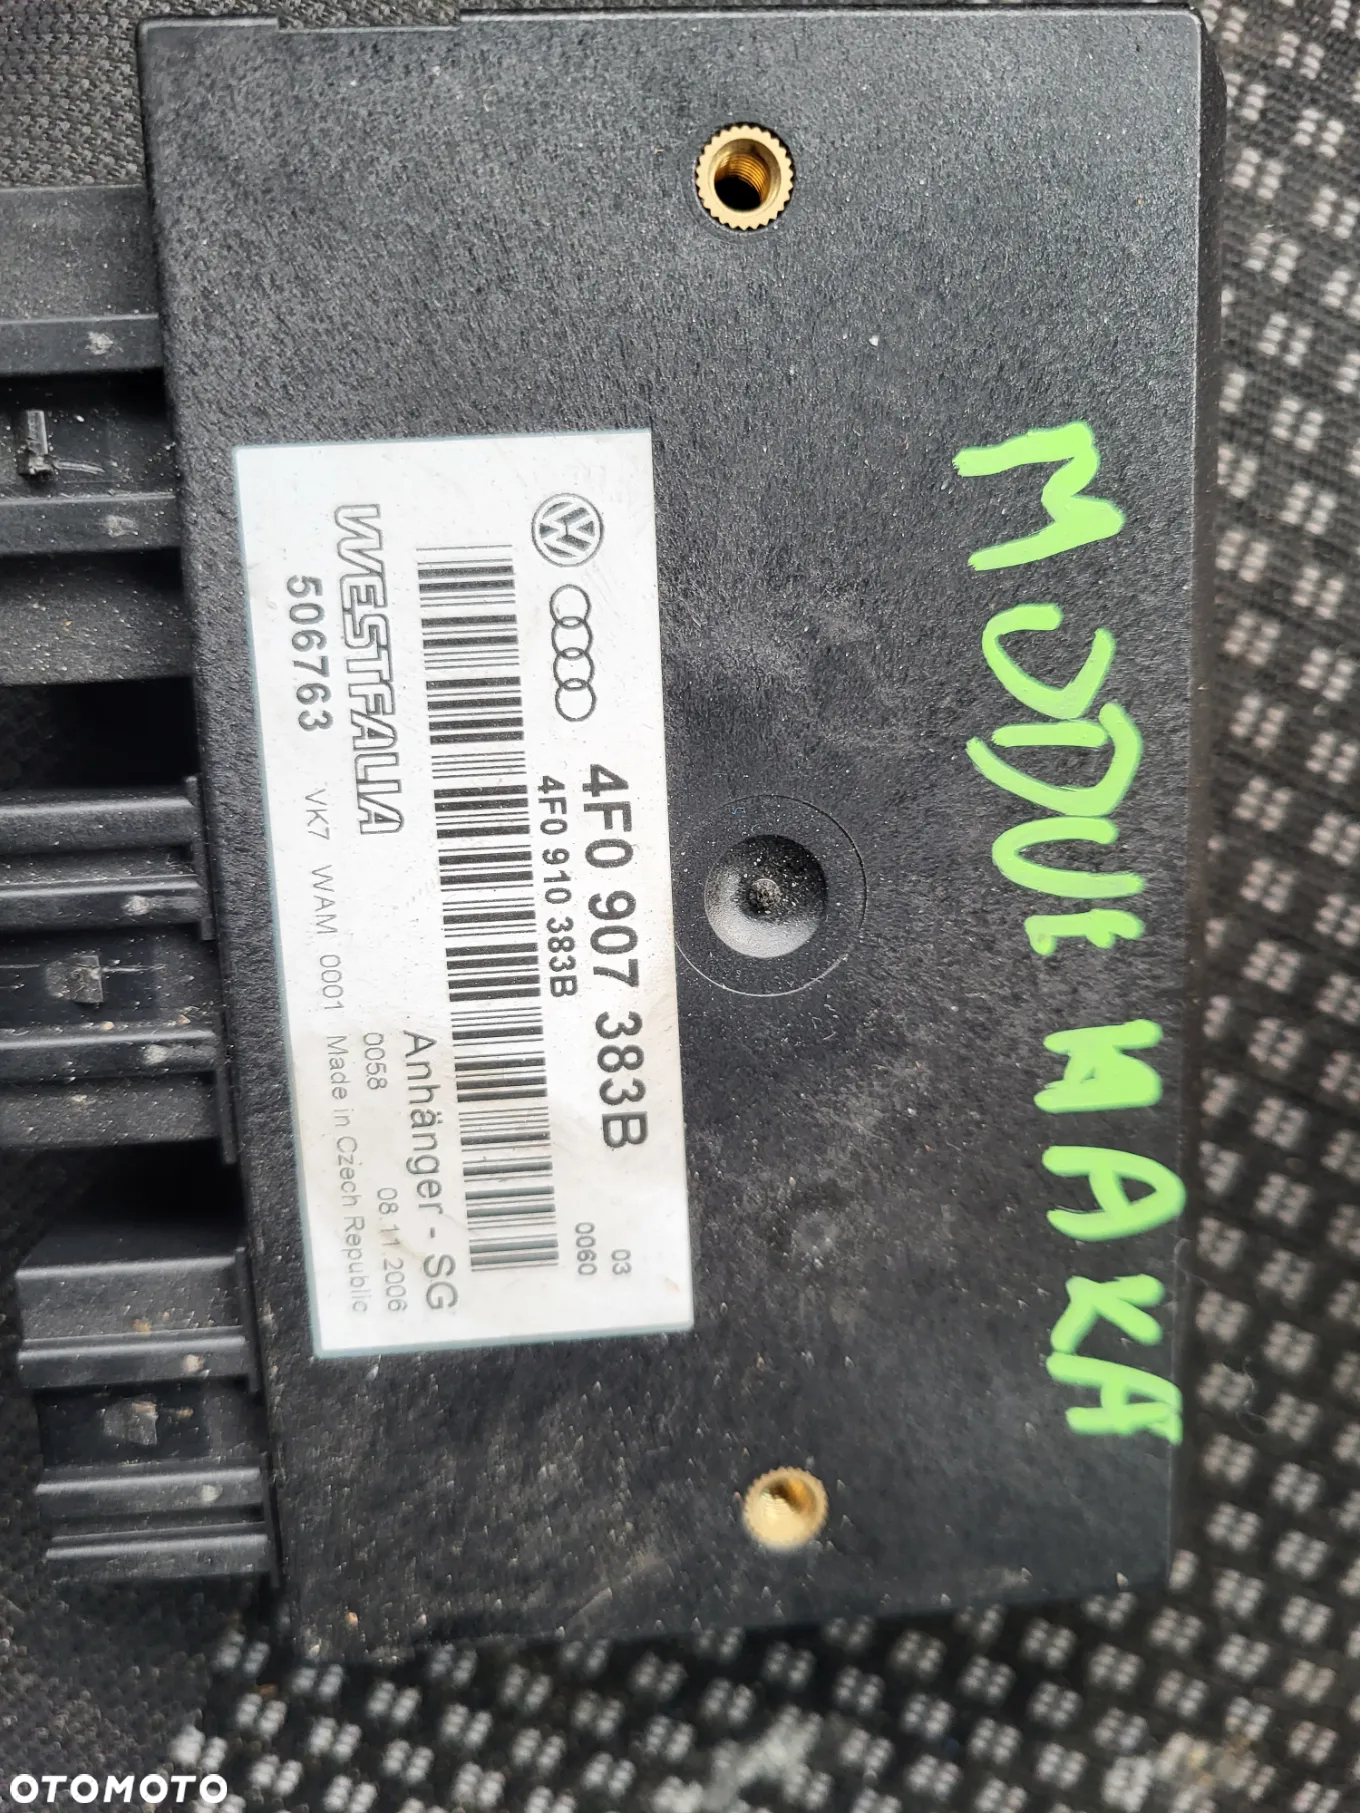 4F0 907 383B
03
4F0 910 383B
0060
Anhänger - SG
WESTFALIA
0058
08.11.2006
506763
VK7 WAM 0001 Made in Czech Republic
MODUŁ HAKA
OTOMOTO